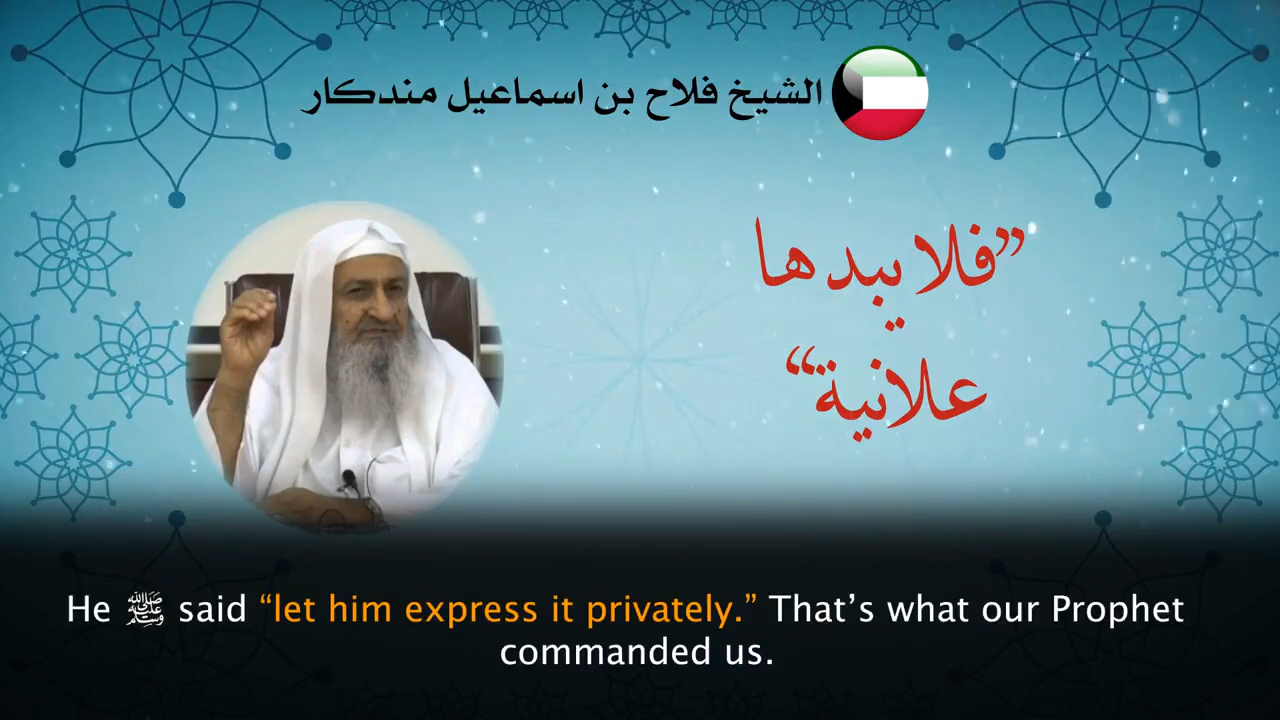 الشيخ فلاح بن اسماعيل مندكار
”فلا يبدها
علانية“
He ﷺ said “let him express it privately.” That’s what our Prophet
commanded us.